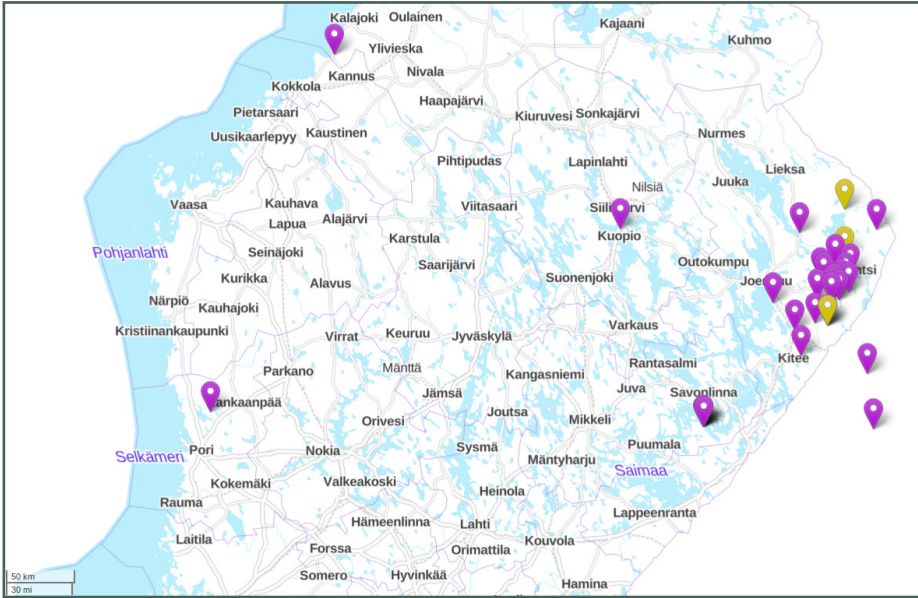 Kalajoki
Oulainen
Kajaani
Ylivieska
Kuhmo
Kannus
Nivala
Kokkola
Haapajärvi
Pietarsaari
Kiuruvesi
Sonkajärvi
Uusikaarlepyy
Kaustinen
Nurmes
Pihtipudas
Lapinlahti
Lieksa
Juuka
Nilsiä
Vaasa
Kauhava
Viitasaari
Lapua
Alajärvi
Karstula
Kuopio
Pohjanlahti
Seinäjoki
Saarijärvi
Outokumpu
Kurikka
Alavus
Suonenjoki
Närpiö
Kauhajoki
Kristiinankaupunki
Virrat
Keuruu
Jyväskylä
Varkaus
Kitee
Mänttä
Parkano
Kangasniemi
Rantasalmi
Juva
Savonlinna
Jämsä
Joutsa
Mikkeli
Orivesi
Pori
Nokia
Sysmä
Puumala
Selkämeri
Mäntyharju
Saimaa
Kokemäki
Valkeakoski
Heinola
Rauma
Lappeenranta
Hämeenlinna
Lahti
Laitila
Kouvola
Forssa
Orimattila
Somero
Hyvinkää
Hamina
50 km
30 mi